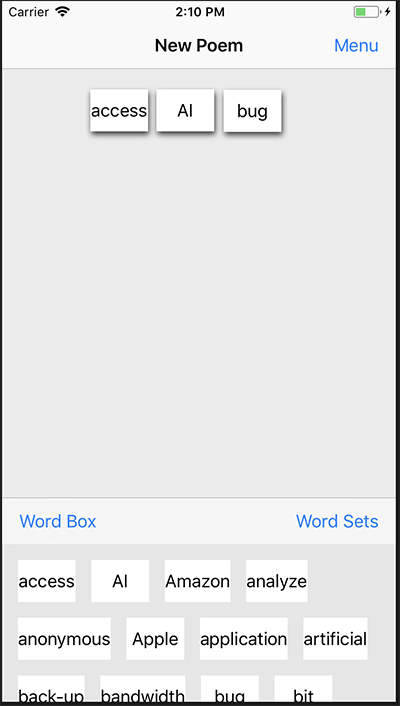 Carrier 2:10 PM
New Poem Menu
access AI bug
Word Box Word Sets
access AI Amazon analyze
anonymous Apple application artificial
back-up bandwidth bug bit